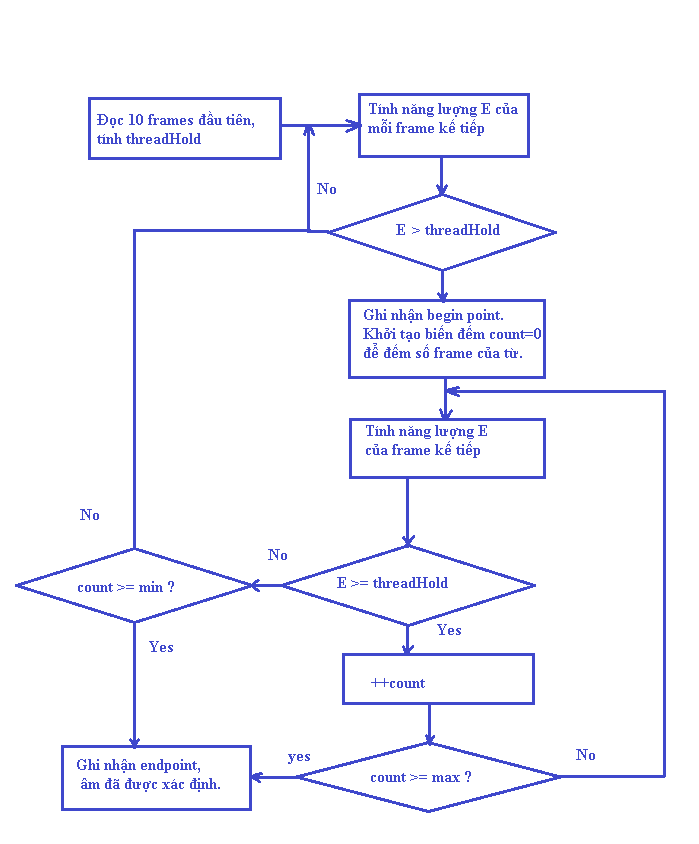 Đọc 10 frames đầu tiên,
tính threadHold
Tính năng lượng E của
mỗi frame kế tiếp
No
E > threadHold
Ghi nhận begin point.
Khởi tạo biến đếm count=0
để đếm số frame của từ.
Tính năng lượng E
của frame kế tiếp
No
No
count >= min ?
E >= threadHold
Yes
Yes
++count
Ghi nhận endpoint,
âm đã được xác định.
yes
count >= max ?
No